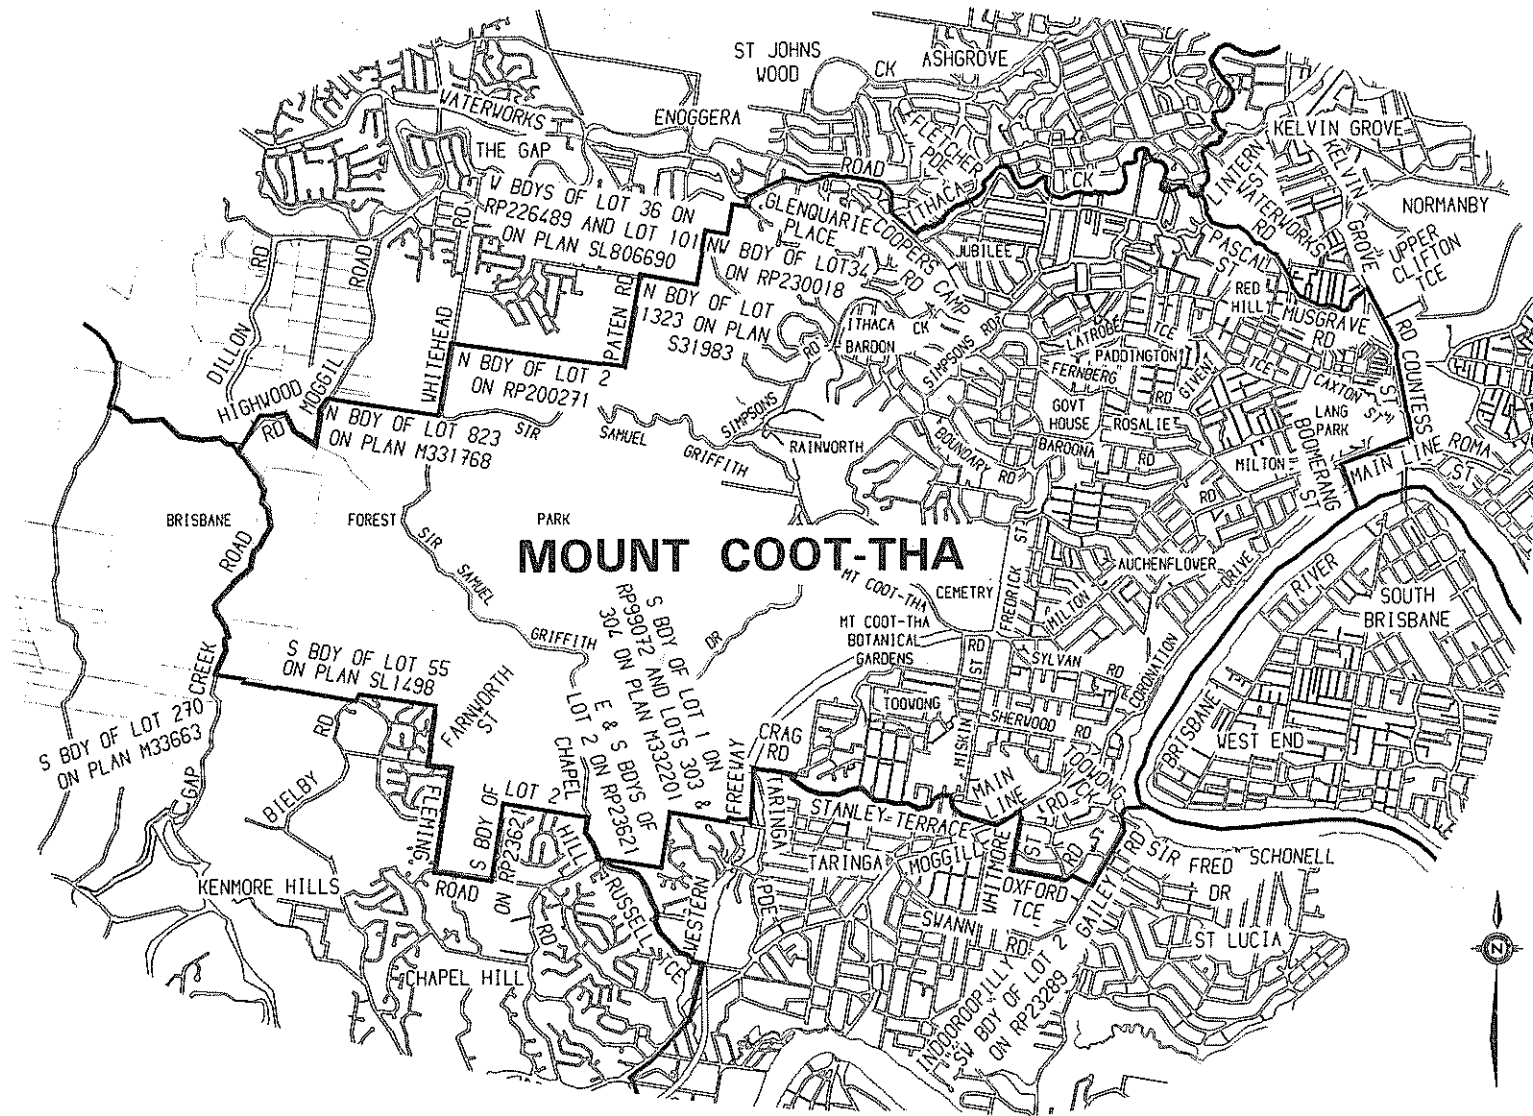 ST JOHNS
WOOD
CK
ASHGROVE
WATERWORKS
ENOGGERA
THE GAP
ROAD
FLETCHER
PDE
ITHACA
CK
KELVIN GROVE
KELVIN
GROVE
LINTERN
ST
WATERWORKS
RD
NORMANBY
UPPER
CLIFTON
TCE
W BDYS OF LOT 36 ON
RP226489 AND LOT 101
ON PLAN SL806690
RD
GLENQUARIE
PLACE
COOPERS
CAMP
RD
NW BDY OF LOT 34
ON RP230018
JUBILEE
PASCALL
ST
RED
HILL
MUSGRAVE
RD
RD
ROAD
DILLON
HIGHWOOD
RD
MOGGIL
WHITEHEAD
PATEN RD
N BDY OF LOT
1323 ON PLAN
S31983
ITHACA
CK
BARDON
RD
SIMPSONS
RD
LATROBE
TCE
PADDINGTON
FERNBERG
RD
GIVEN
TCE
CAXTON
ST
ST
COUNTESS
RD
N BDY OF LOT 2
ON RP200271
N BDY OF LOT 823
ON PLAN M331768
SIR
SAMUEL
GRIFFITH
SIMPSONS
RAINWORTH
GOVT
HOUSE
ROSALIE
BAROONA
RD
BOUNDARY
RD
LANG
PARK
BOOMERANG
ST
MILTON
RD
MAIN LINE
ROMA
ST
BRISBANE
FOREST
PARK
ROAD
SIR
SAMUEL
GRIFFITH
DR
MOUNT COOT-THA
MT COOT-THA
CEMETRY
FREDRICK
ST
AUCHENFLOWER
MILTON
DRIVE
CORONATION
RIVER
SOUTH
BRISBANE
MT COOT-THA
BOTANICAL
GARDENS
RD
ST
SYLVAN
RD
S BDY OF LOT 55
ON PLAN SL1498
S BDY OF LOT 270
ON PLAN M33663
CREEK
GAP
RD
BIELBY
FARNWORTH
ST
FLEMING
ROAD
S BDY OF LOT 2
ON RP23621
S BDY OF LOT 1 ON
RP99072 AND LOTS 303 &
304 ON PLAN M332201
E & S BDYS OF
LOT 2 ON RP23621
CHAPEL
HILL
RD
RUSSELL
TCE
WESTERN
FREEWAY
CRAG
RD
TOOWONG
SHERWOOD
RD
MISKIN
MAIN
LINE
TOOWONG
CK
BRISBANE
WEST END
STANLEY TERRACE
TARINGA
PDE
TARINGA
MOGGILL
WHITMORE
ST
RD
RD
ST
OXFORD
TCE
SWANN
RD
GAILEY
RD
SIR
FRED
SCHONELL
DR
ST LUCIA
KENMORE HILLS
CHAPEL HILL
INDOOROOPILLY
SW BDY OF LOT 2
ON RP23289
N